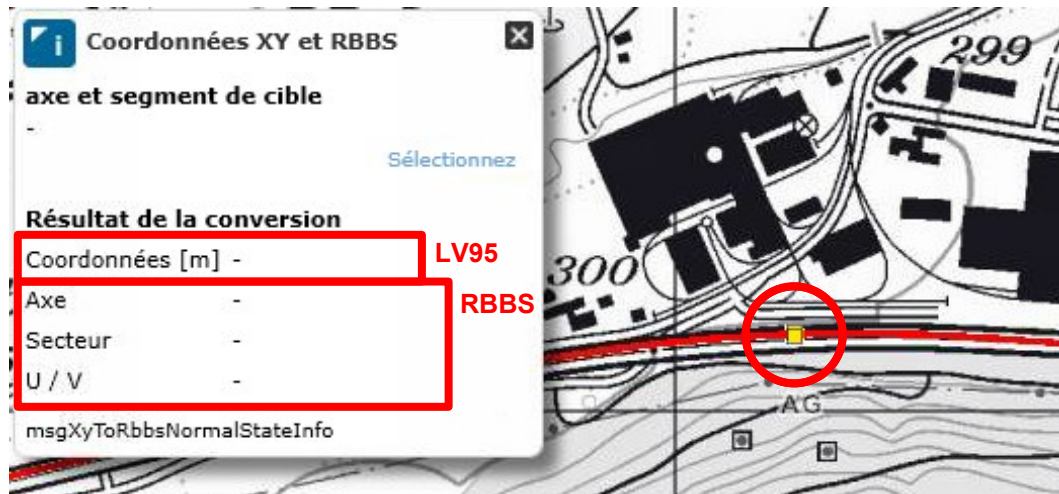 Coordonnées XY et RBBS
axe et segment de cible
-
Sélectionnez
Résultat de la conversion
Coordonnées [m] -
LV95
Axe -
RBBS
Secteur -
U / V -
msgXyToRbbsNormalStateInfo
299
300
AG